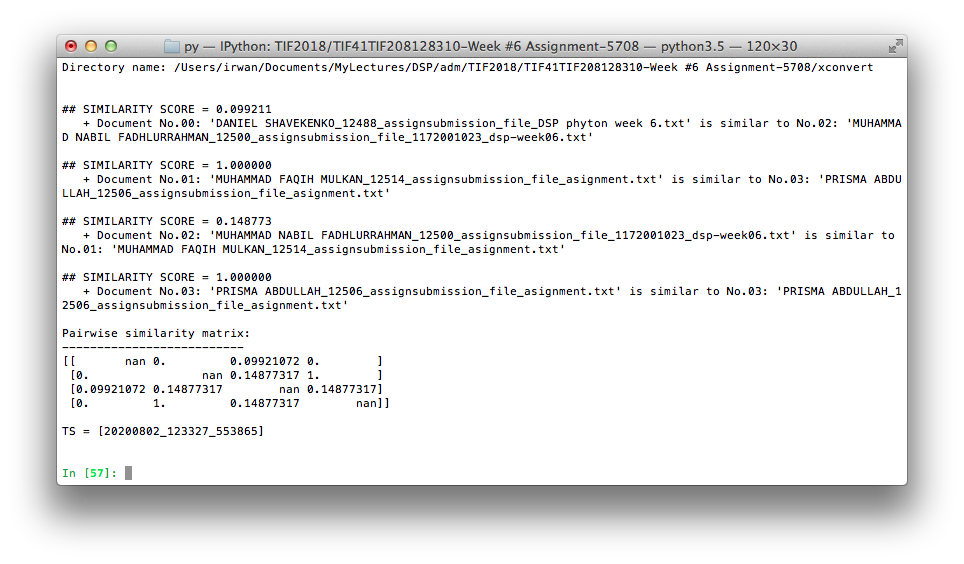 py — IPython: TIF2018/TIF41TIF208128310-Week #6 Assignment-5708 — python3.5 — 120×30
Directory name: /Users/irwan/Documents/MyLectures/DSP/adm/TIF2018/TIF41TIF208128310-Week #6 Assignment-5708/xconvert
## SIMILARITY SCORE = 0.099211
+ Document No.00: 'DANIEL SHAVEKENKO_12488_assignsubmission_file_DSP phyton week 6.txt' is similar to No.02: 'MUHAMMA
D NABIL FADHLURRAHMAN_12500_assignsubmission_file_1172001023_dsp-week06.txt'
## SIMILARITY SCORE = 1.000000
+ Document No.01: 'MUHAMMAD FAQIH MULKAN_12514_assignsubmission_file_asignment.txt' is similar to No.03: 'PRISMA ABDU
LLAH_12506_assignsubmission_file_asignment.txt'
## SIMILARITY SCORE = 0.148773
+ Document No.02: 'MUHAMMAD NABIL FADHLURRAHMAN_12500_assignsubmission_file_1172001023_dsp-week06.txt' is similar to
No.01: 'MUHAMMAD FAQIH MULKAN_12514_assignsubmission_file_asignment.txt'
## SIMILARITY SCORE = 1.000000
+ Document No.03: 'PRISMA ABDULLAH_12506_assignsubmission_file_asignment.txt' is similar to No.03: 'PRISMA ABDULLAH_1
2506_assignsubmission_file_asignment.txt'
Pairwise similarity matrix:
--------------------------
[[       nan 0.         0.09921072 0.        ]
[0.                nan 0.14877317 1.        ]
[0.09921072 0.14877317        nan 0.14877317]
[0.         1.         0.14877317        nan]]
TS = [20200802_123327_553865]
In [57]: